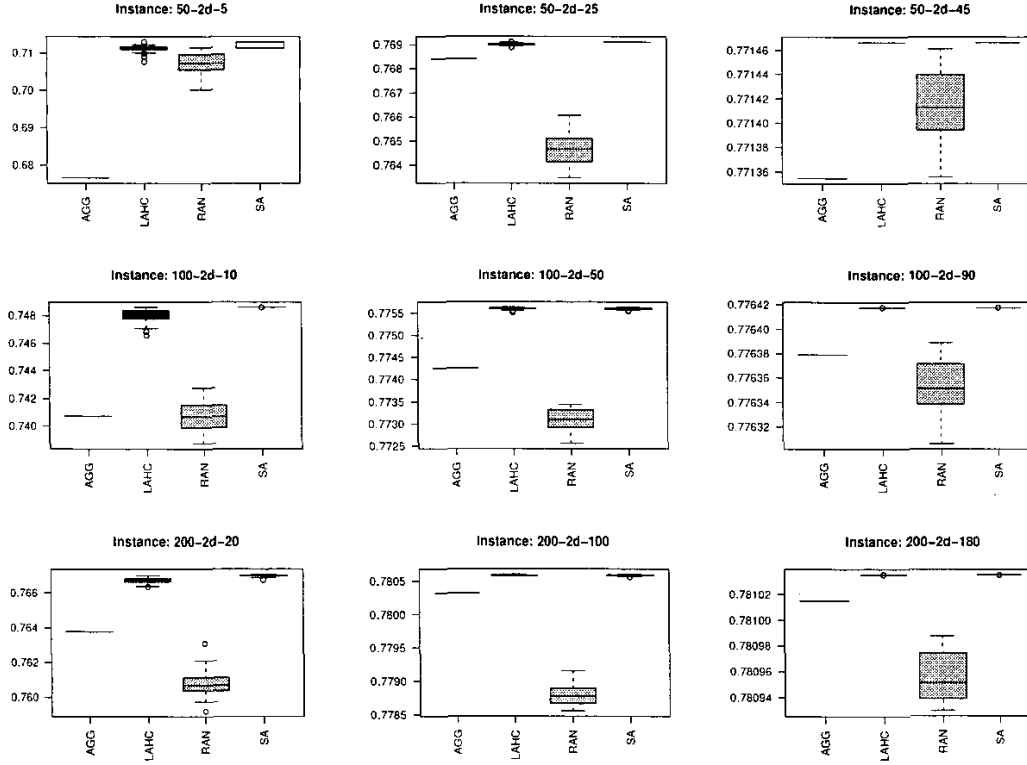 Instance: 50-2d-5
0.71
0.70
0.69
0.68
AGG
LAHC
RAN
SA
Instance: 50-2d-25
0.769
0.768
0.766
0.765
0.764
AGG
LAHC
RAN
SA
Instance: 50-2d-45
0.77146
0.77144
0.77142
0.77140
0.77138
0.77136
AGG
LAHC
RAN
SA
Instance: 100-2d-10
0.748
0.746
0.744
0.741
0.740
AGG
LAHC
RAN
SA
Instance: 100-2d-50
0.7755
0.7745
0.7740
0.7730
0.7725
AGG
LAHC
RAN
SA
Instance: 100-2d-90
0.77642
0.77640
0.77638
0.77635
0.77634
0.77632
AGG
LAHC
RAN
SA
Instance: 200-2d-20
0.766
0.764
0.762
0.760
AGG
LAHC
RAN
SA
Instance: 200-2d-100
0.7805
0.7800
0.7795
0.7790
0.7785
AGG
LAHC
RAN
SA
Instance: 200-2d-180
0.78102
0.78100
0.78098
0.78096
0.78094
AGG
LAHC
RAN
SA